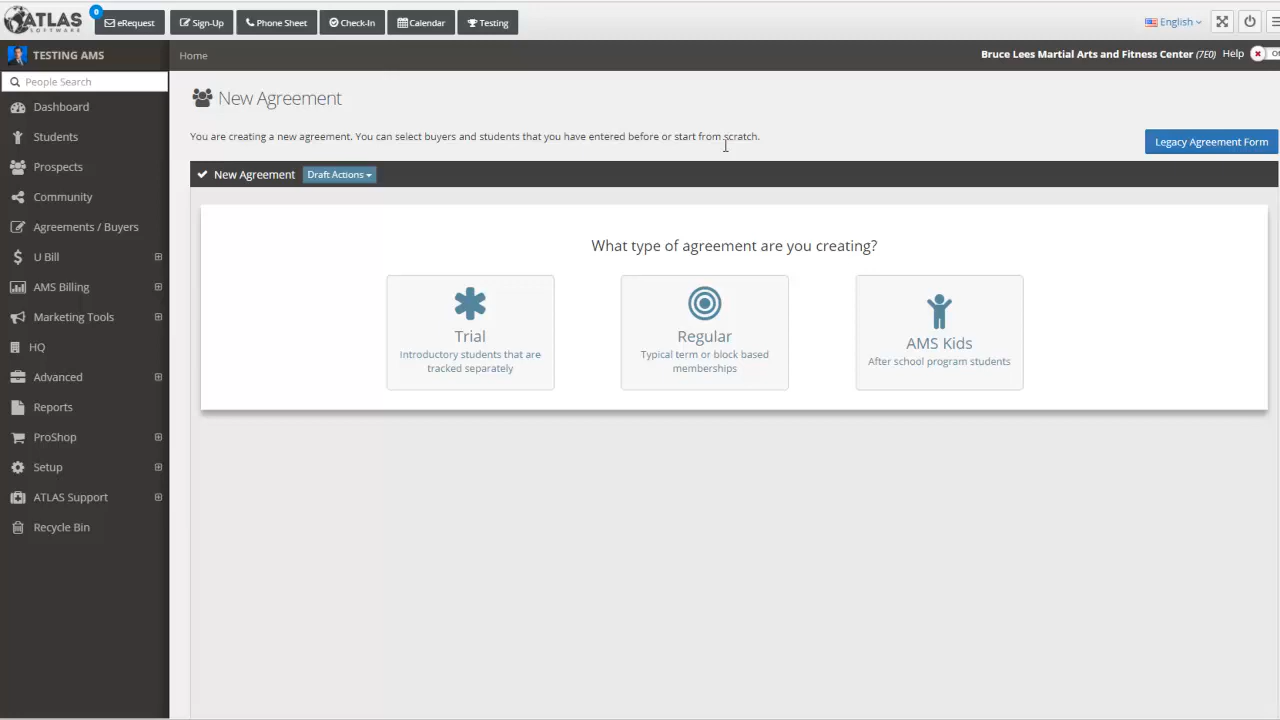 ATLAS
SOFTWARE
0
eRequest
Sign-Up
Phone Sheet
Check-In
Calendar
Testing
English
TESTING AMS
Home
Bruce Lees Martial Arts and Fitness Center (7E0)
Help
People Search
Dashboard
Students
Prospects
Community
Agreements / Buyers
U Bill
AMS Billing
Marketing Tools
HQ
Advanced
Reports
ProShop
Setup
ATLAS Support
Recycle Bin
New Agreement
You are creating a new agreement. You can select buyers and students that you have entered before or start from scratch.
Legacy Agreement Form
New Agreement
Draft Actions
What type of agreement are you creating?
Trial
Introductory students that are
tracked separately
Regular
Typical term or block based
memberships
AMS Kids
After school program students